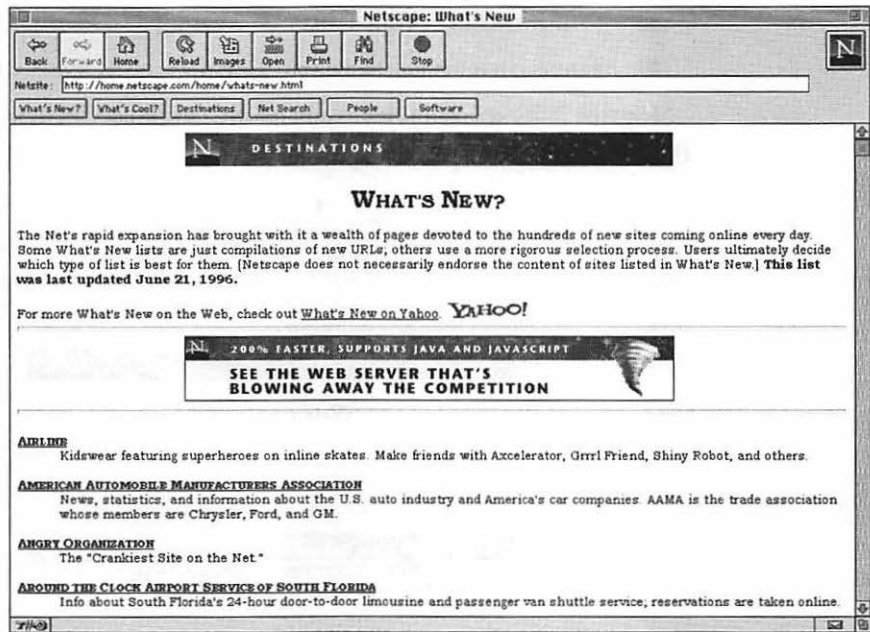 Netscape: What's New
Back Forward Home Reload Images Open Print Find Stop
N
Netsite: http://home.netscape.com/home/whats-new.html
What's New? What's Cool? Destinations Net Search People Software
N DESTINATIONS
WHAT'S NEW?
The Net's rapid expansion has brought with it a wealth of pages devoted to the hundreds of new sites coming online every day.
Some What's New lists are just compilations of new URLs; others use a more rigorous selection process. Users ultimately decide
which type of list is best for them. (Netscape does not necessarily endorse the content of sites listed in What's New.) This list
was last updated June 21, 1996.
For more What's New on the Web, check out What's New on Yahoo. YAHOO!
N 200% FASTER, SUPPORTS JAVA AND JAVASCRIPT
SEE THE WEB SERVER THAT'S
BLOWING AWAY THE COMPETITION
AIRLINE
Kidswear featuring superheroes on inline skates. Make friends with Axcelerator, Grrrl Friend, Shiny Robot, and others.
AMERICAN AUTOMOBILE MANUFACTURERS ASSOCIATION
News, statistics, and information about the U.S. auto industry and America's car companies. AAMA is the trade association
whose members are Chrysler, Ford, and GM.
ANGRY ORGANIZATION
The "Crankiest Site on the Net."
AROUND THE CLOCK AIRPORT SERVICE OF SOUTH FLORIDA
Info about South Florida's 24-hour door-to-door limousine and passenger van shuttle service; reservations are taken online.